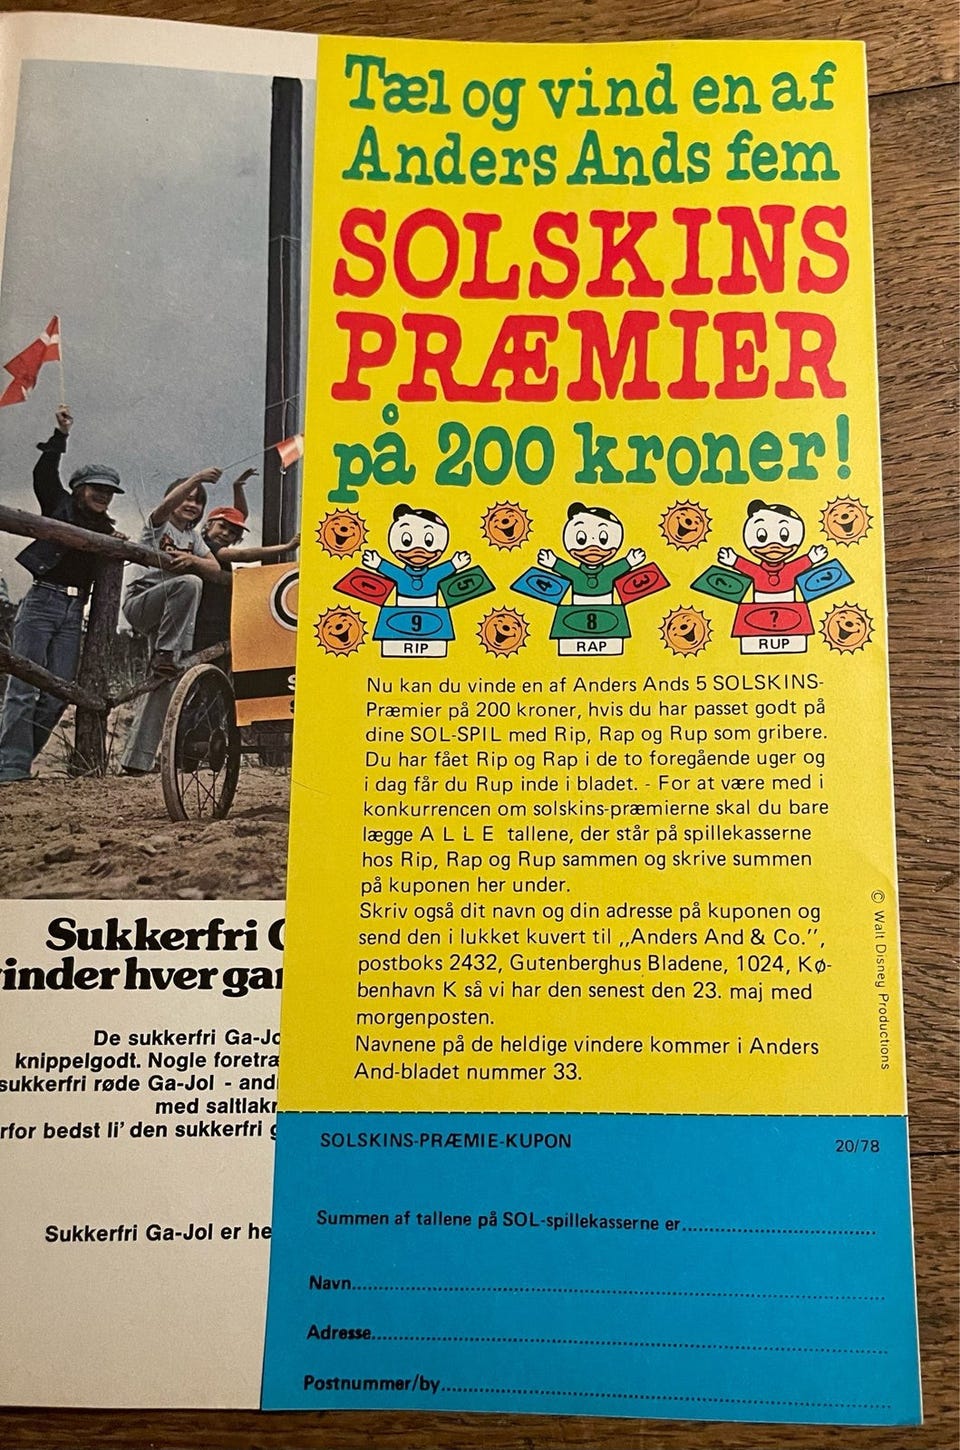 Tæl og vind en af
Anders Ands fem
SOLSKINS
PRÆMIER
på 200 kroner!
1 5 9
RIP
4 3 8
RAP
? ? ?
RUP
Nu kan du vinde en af Anders Ands 5 SOLSKINS-
Præmier på 200 kroner, hvis du har passet godt på
dine SOL-SPIL med Rip, Rap og Rup som gribere.
Du har fået Rip og Rap i de to foregående uger og
i dag får du Rup inde i bladet. - For at være med i
konkurrencen om solskins-præmierne skal du bare
lægge A L L E tallene, der står på spillekasserne
hos Rip, Rap og Rup sammen og skrive summen
på kuponen her under.
Skriv også dit navn og din adresse på kuponen og
send den i lukket kuvert til „Anders And & Co.”,
postboks 2432, Gutenberghus Bladene, 1024, Kø-
benhavn K så vi har den senest den 23. maj med
morgenposten.
Navnene på de heldige vindere kommer i Anders
And-bladet nummer 33.
© Walt Disney Productions
SOLSKINS-PRÆMIE-KUPON 20/78
Summen af tallene på SOL-spillekasserne er
Navn
Adresse
Postnummer/by
Sukkerfri
inder hver
De sukkerfri Ga-Jo
knippelgodt. Nogle foretræ
sukkerfri røde Ga-Jol - and
med saltlakr
rfor bedst li' den sukkerfri
Sukkerfri Ga-Jol er he